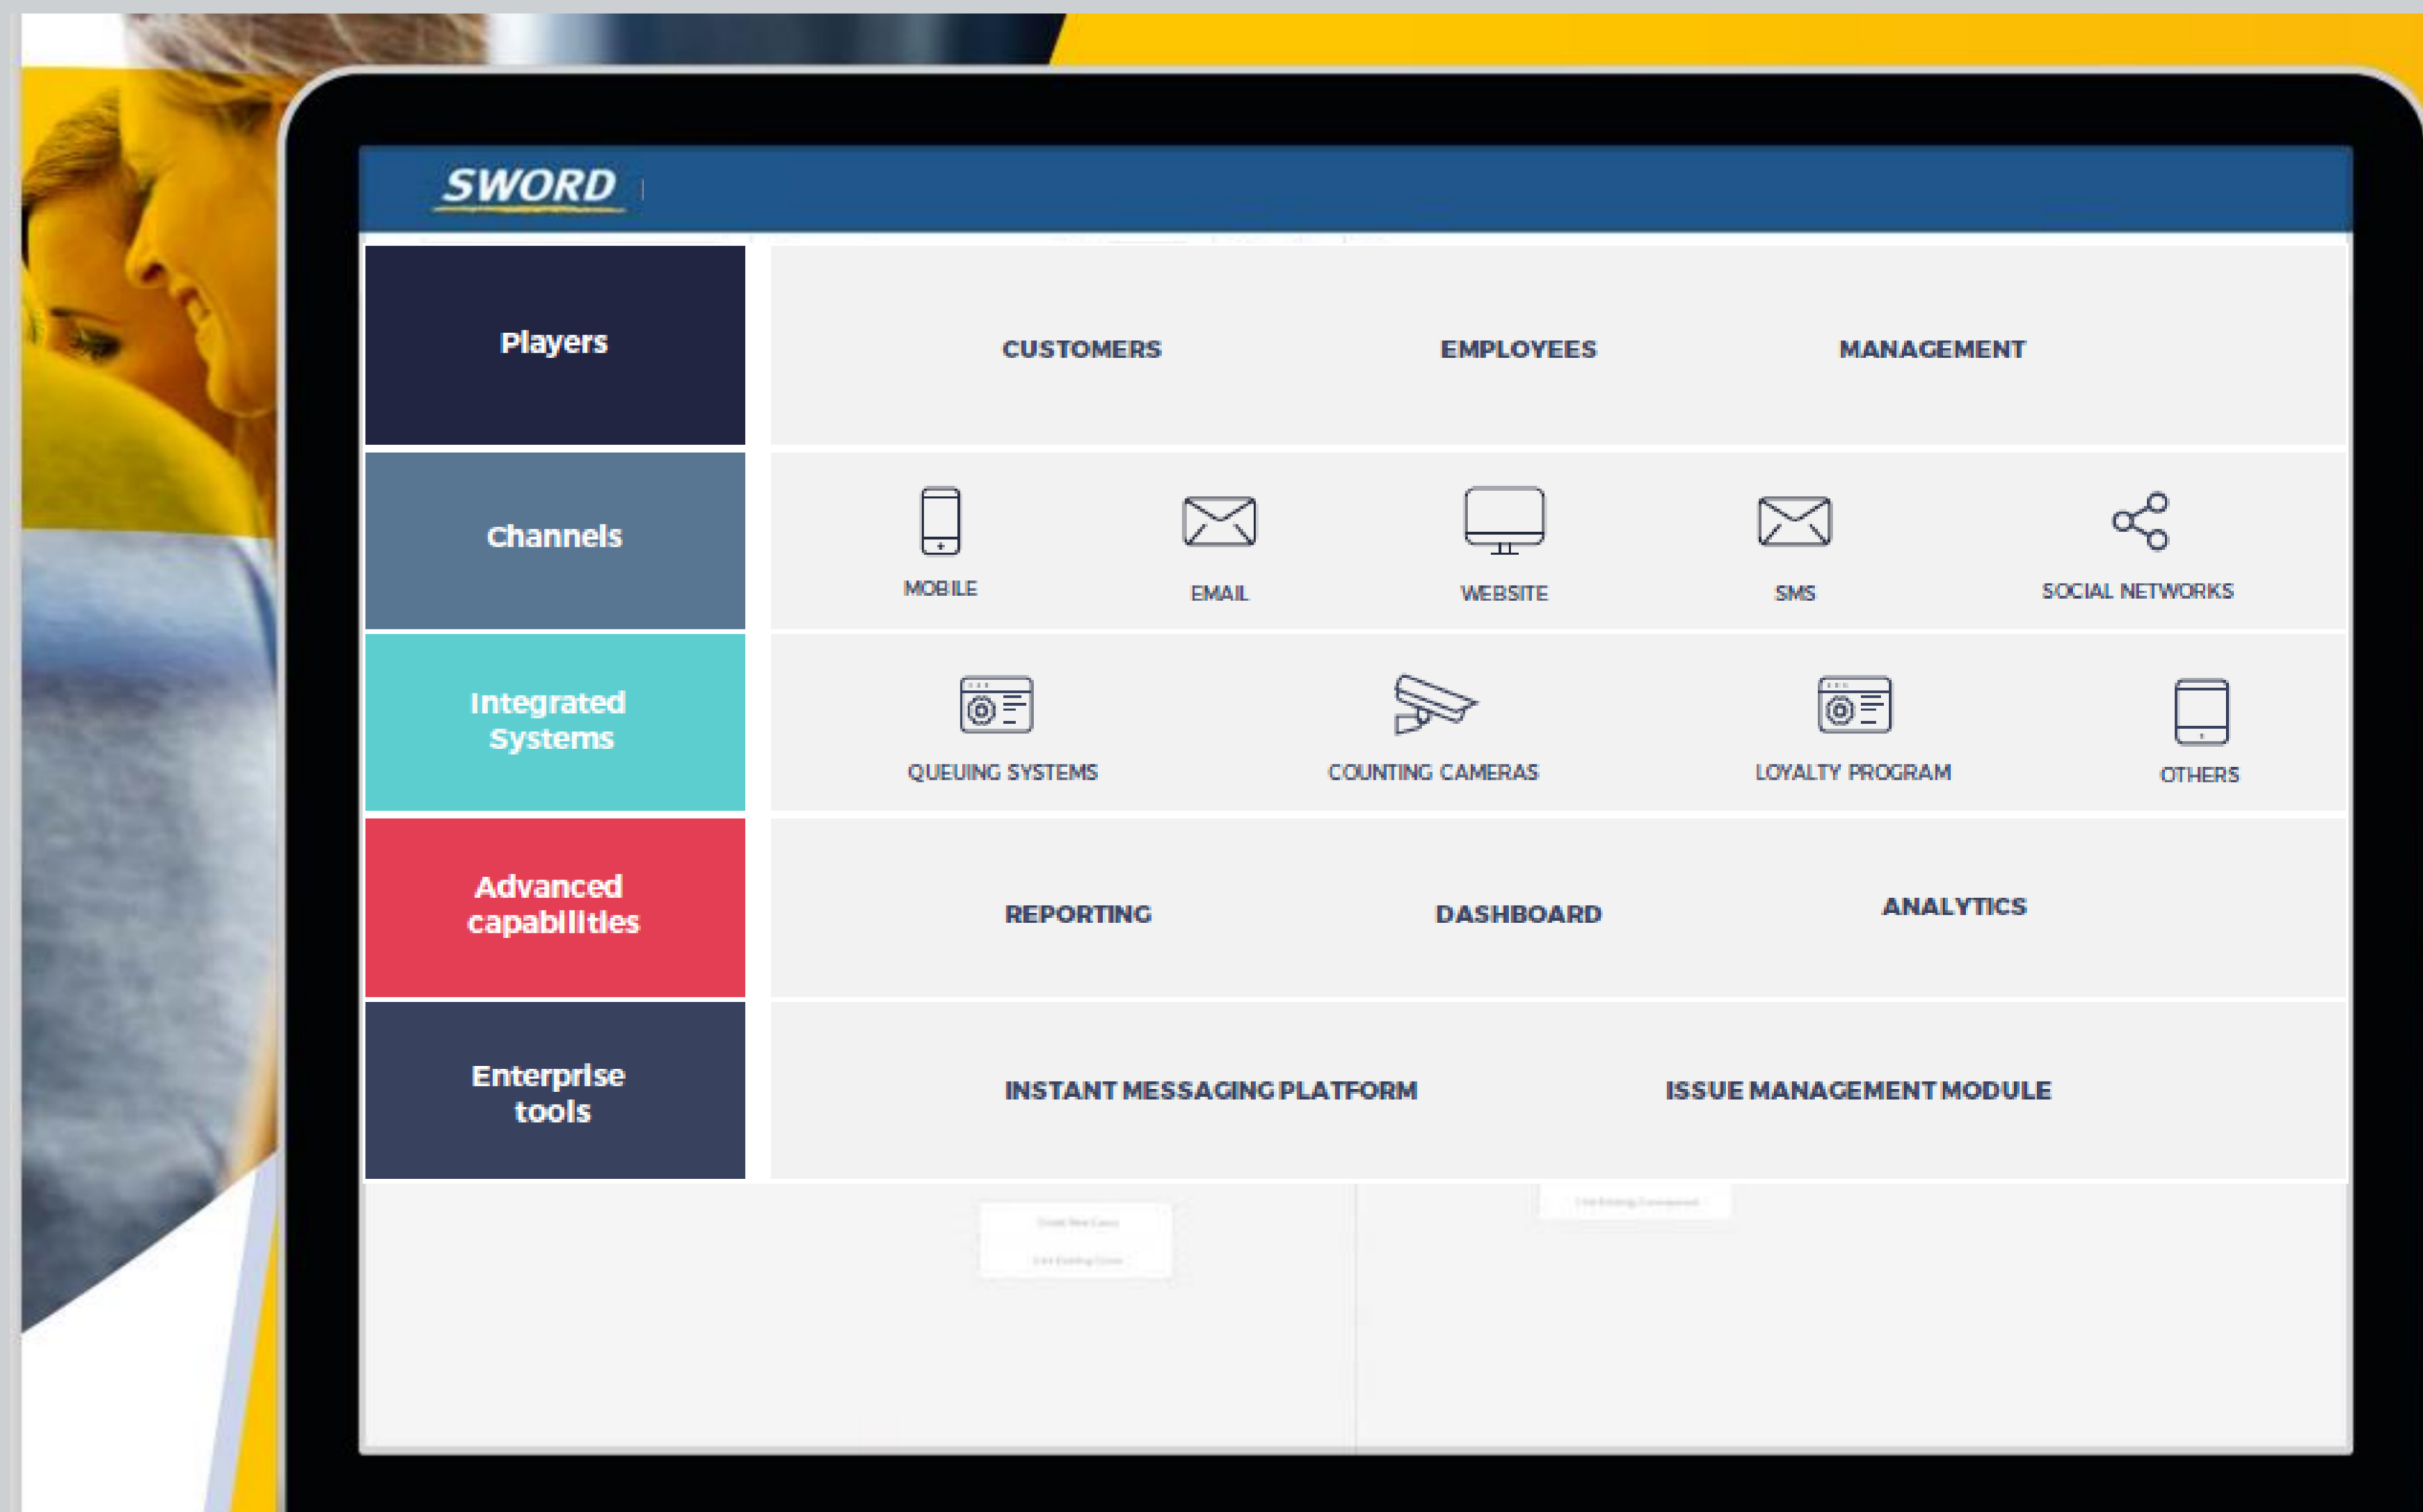 SWORD
Players
CUSTOMERS EMPLOYEES MANAGEMENT
Channels
MOBILE EMAIL WEBSITE SMS SOCIAL NETWORKS
Integrated
Systems
QUEUING SYSTEMS COUNTING CAMERAS LOYALTY PROGRAM OTHERS
Advanced
capabilities
REPORTING DASHBOARD ANALYTICS
Enterprise
tools
INSTANT MESSAGING PLATFORM ISSUE MANAGEMENT MODULE